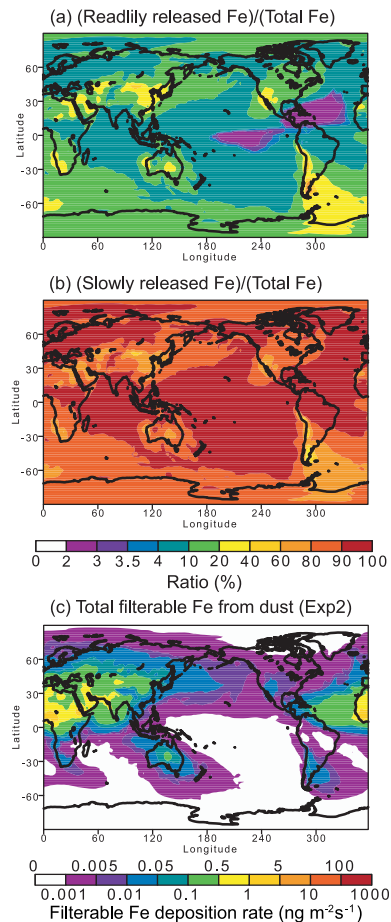 (a) (Readlily released Fe)/(Total Fe)
60
30
0
-30
-60
Latitude
0 60 120 180 240 300
Longitude
(b) (Slowly released Fe)/(Total Fe)
60
30
0
-30
-60
Latitude
0 60 120 180 240 300
Longitude
0 2 3 3.5 4 10 20 40 60 80 90 100
Ratio (%)
(c) Total filterable Fe from dust (Exp2)
60
30
0
-30
-60
Latitude
0 60 120 180 240 300
Longitude
0 0.005 0.05 0.5 5 100
0.001 0.01 0.1 1 10 1000
Filterable Fe deposition rate (ng m⁻²s⁻¹)